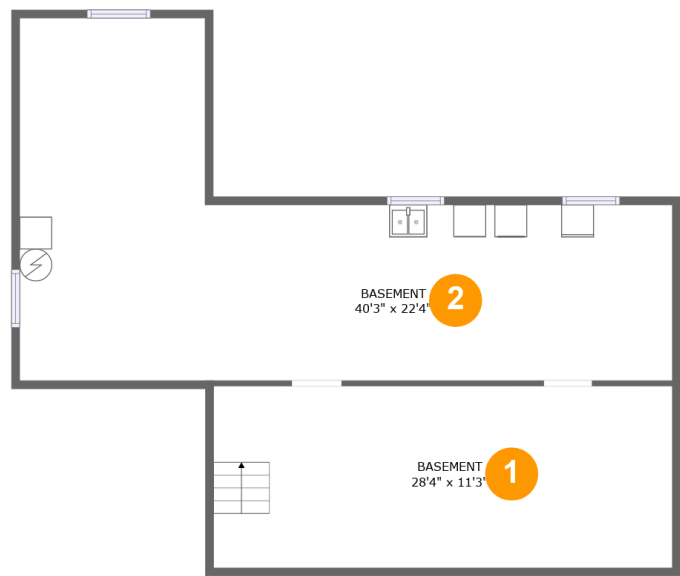 BASEMENT
40'3" x 22'4"
2
BASEMENT
28'4" x 11'3"
1